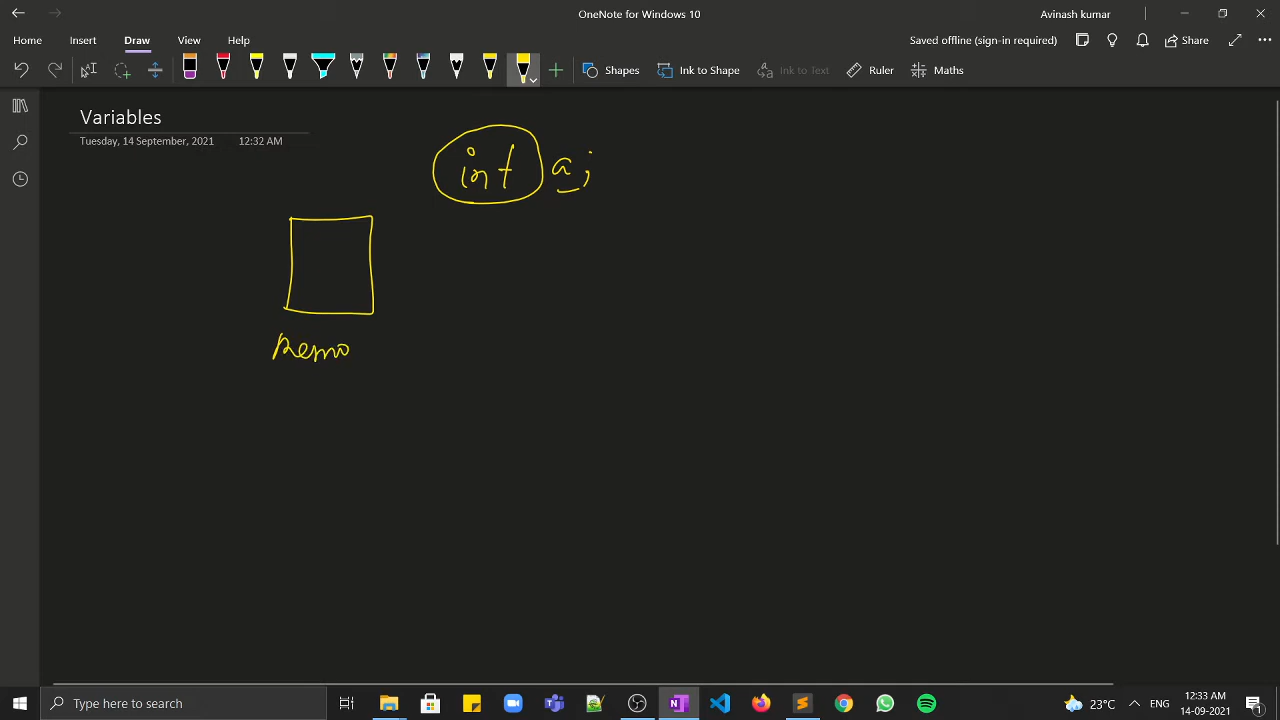 OneNote for Windows 10
Avinash kumar
Home Insert Draw View Help
Saved offline (sign-in required)
Share
Shapes
Ink to Shape
Ink to Text
Ruler
Maths
Variables
Tuesday, 14 September, 2021 12:32 AM
int a;
Type here to search
23°C
ENG
12:33 AM
14-09-2021